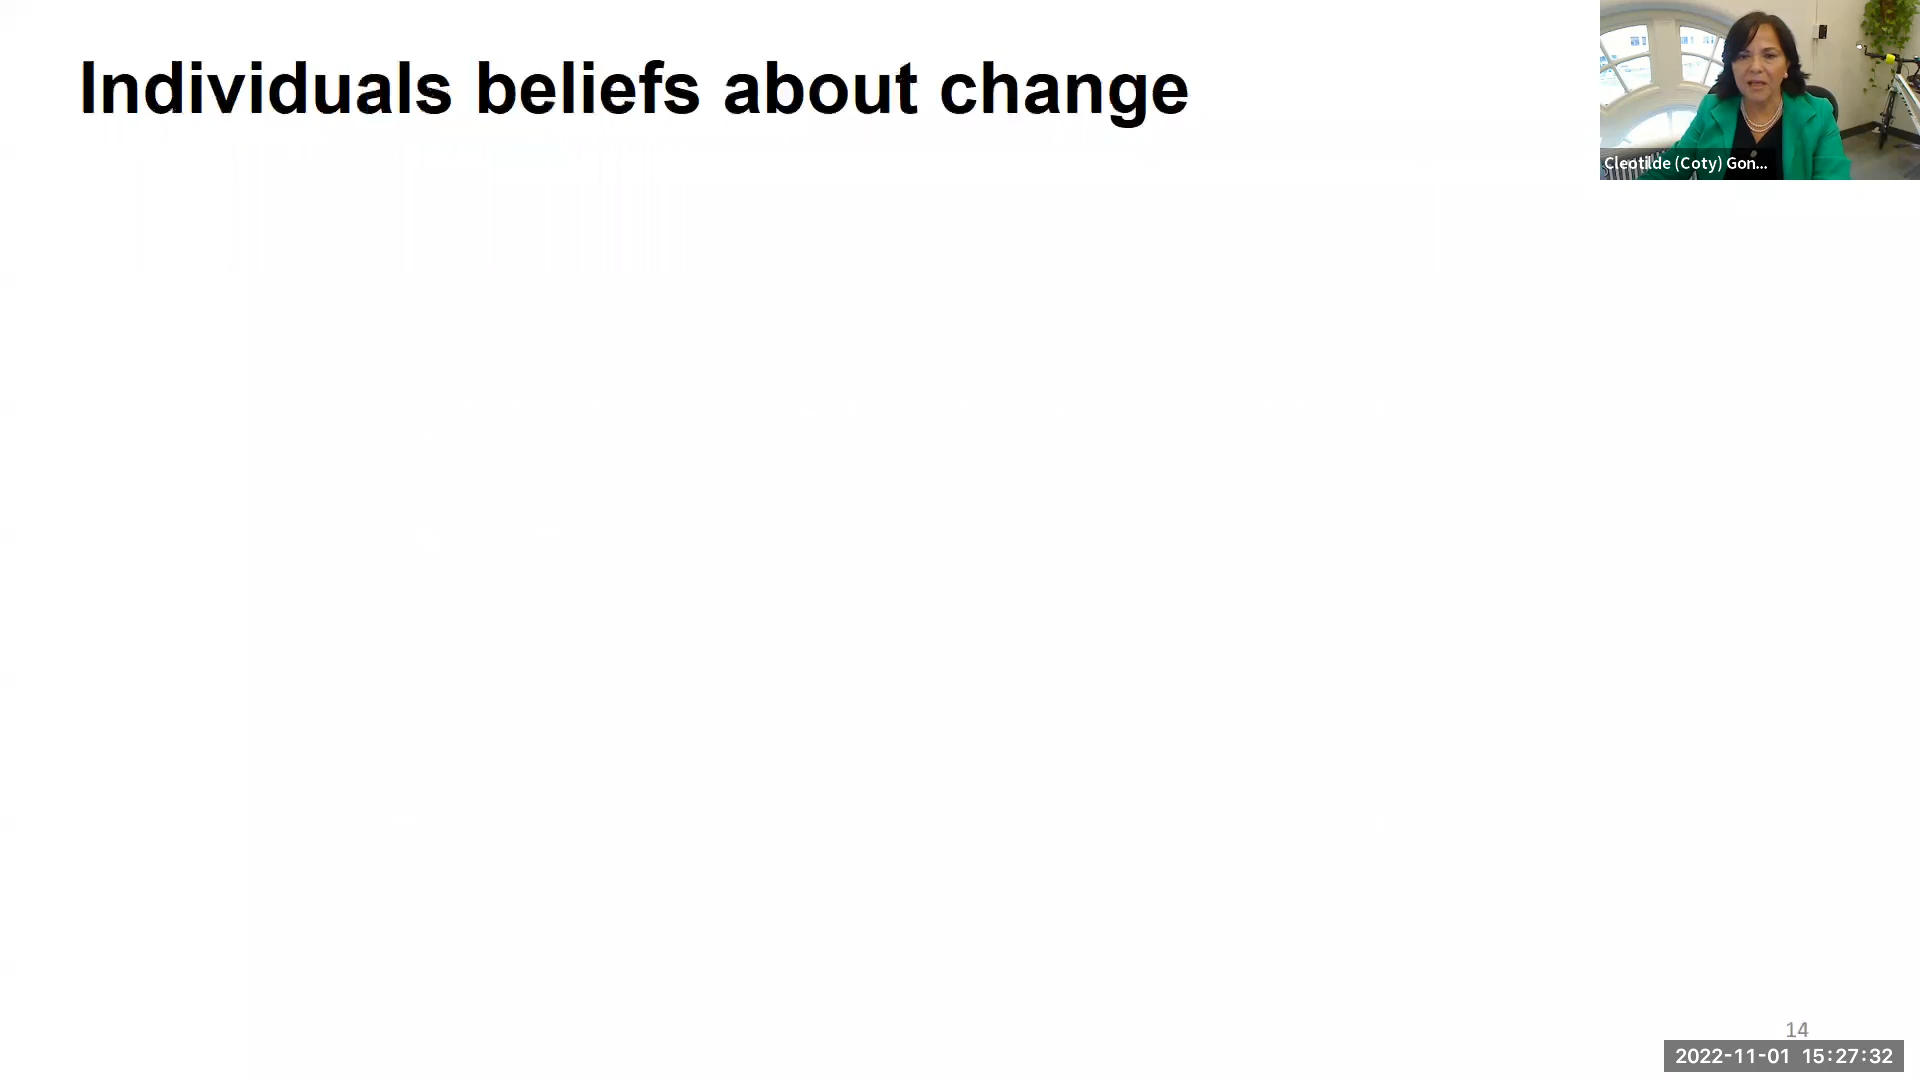 Individuals beliefs about change
Cleotilde (Coty) Gon...
14
2022-11-01 15:27:32